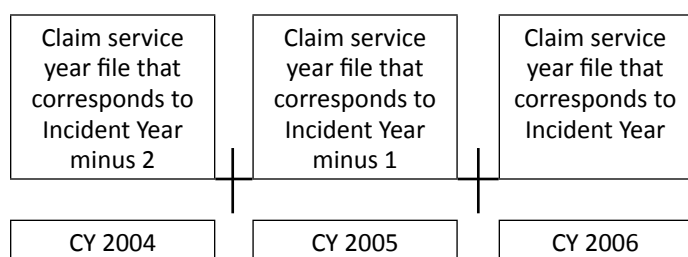 Claim service
year file that
corresponds to
Incident Year
minus 2
Claim service
year file that
corresponds to
Incident Year
minus 1
Claim service
year file that
corresponds to
Incident Year
CY 2004
CY 2005
CY 2006